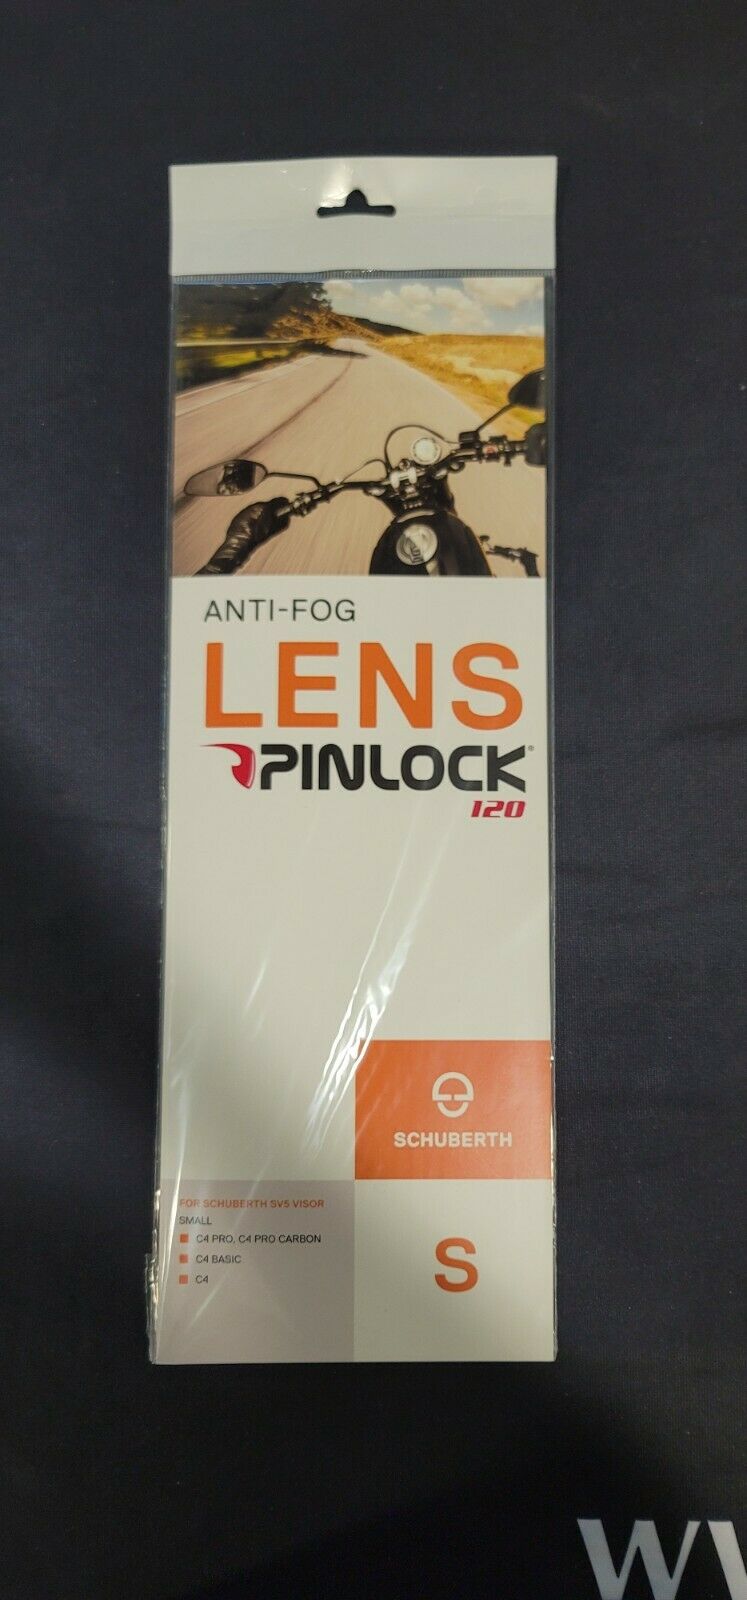 ANTI-FOG
LENS
PINLOCK®
120
SCHUBERTH
FOR SCHUBERTH SV5 VISOR
SMALL
C4 PRO, C4 PRO CARBON
C4 BASIC
C4
S